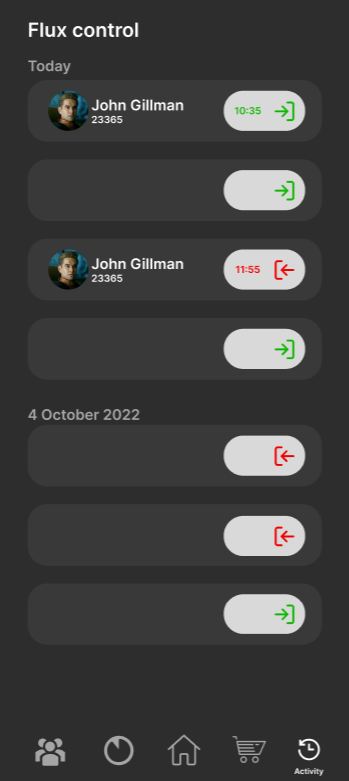 Flux control
Today
John Gillman
23365
10:35
John Gillman
23365
11:55
4 October 2022
Activity